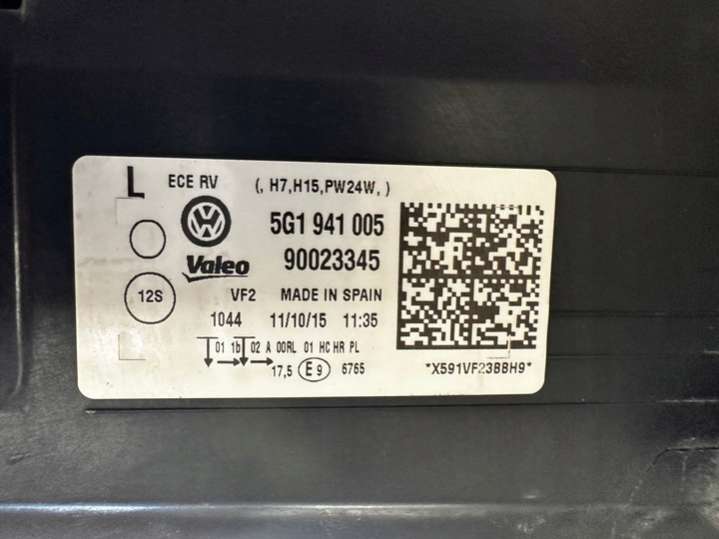 L ECE RV (, H7,H15,PW24W, )
5G1 941 005
Valeo 90023345
12S VF2 MADE IN SPAIN
1044 11/10/15 11:35
01 1b 02 A 00RL 01 HC HR PL
17,5 E9 6765
*X591VF23BBH9*